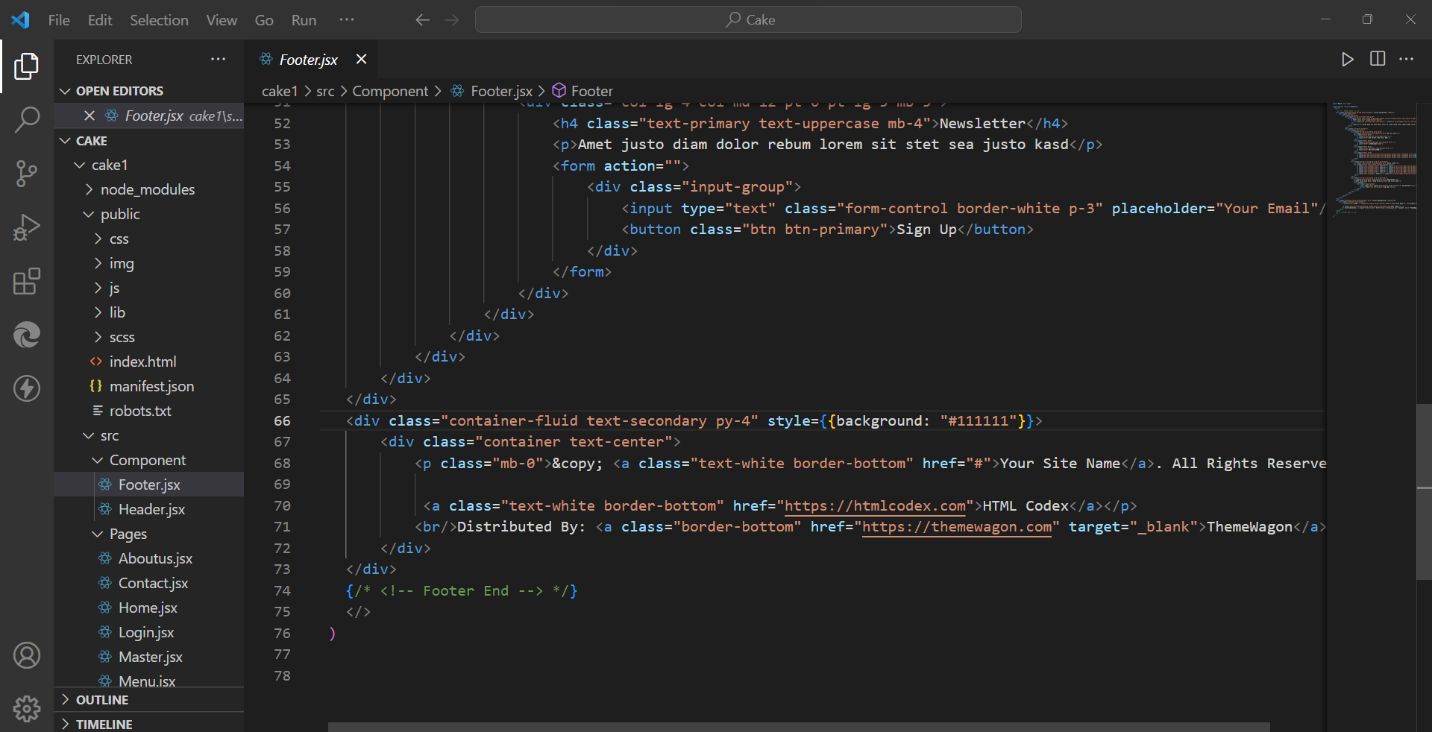 File Edit Selection View Go Run ··· Cake
EXPLORER ···
OPEN EDITORS
Footer.jsx cake1\s...
CAKE
cake1
node_modules
public
css
img
js
lib
scss
index.html
manifest.json
robots.txt
src
Component
Footer.jsx
Header.jsx
Pages
Aboutus.jsx
Contact.jsx
Home.jsx
Login.jsx
Master.jsx
Menu.jsx
OUTLINE
TIMELINE
Footer.jsx
cake1 > src > Component > Footer.jsx > Footer
52 <h4 class="text-primary text-uppercase mb-4">Newsletter</h4>
53 <p>Amet justo diam dolor rebum lorem sit stet sea justo kasd</p>
54 <form action="">
55 <div class="input-group">
56 <input type="text" class="form-control border-white p-3" placeholder="Your Email"/
57 <button class="btn btn-primary">Sign Up</button>
58 </div>
59 </form>
60 </div>
61 </div>
62 </div>
63 </div>
64 </div>
65 </div>
66 <div class="container-fluid text-secondary py-4" style={{background: "#111111"}}>
67 <div class="container text-center">
68 <p class="mb-0">&copy; <a class="text-white border-bottom" href="#">Your Site Name</a>. All Rights Reserve
69
70 <a class="text-white border-bottom" href="https://htmlcodex.com">HTML Codex</a></p>
71 <br/>Distributed By: <a class="border-bottom" href="https://themewagon.com" target="_blank">ThemeWagon</a>
72 </div>
73 </div>
74 {/* <!-- Footer End --> */}
75 </>
76 )
77
78